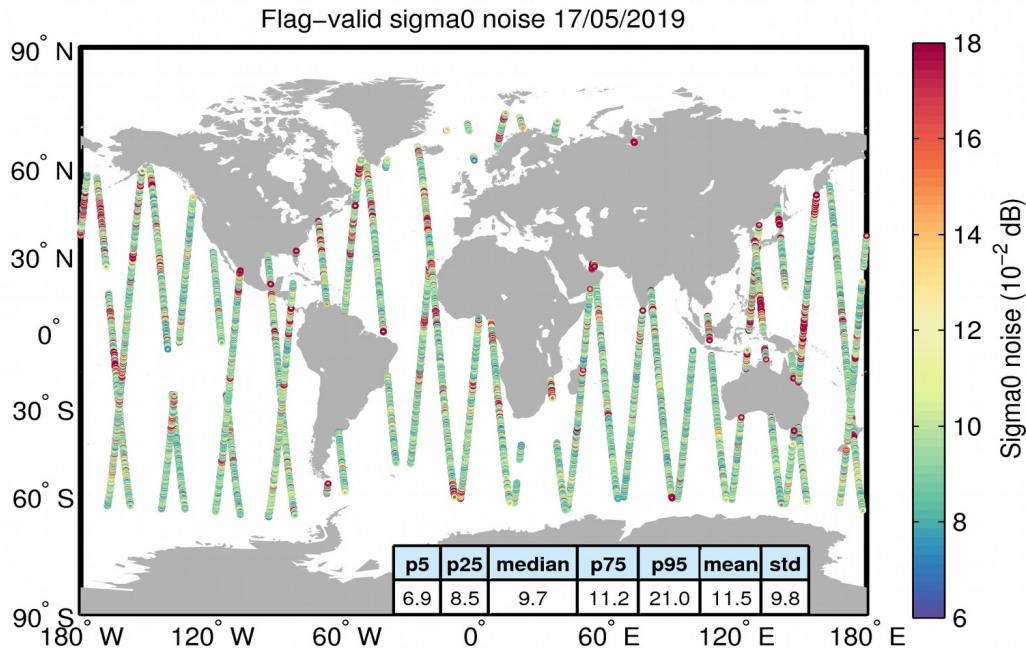 Flag−valid sigma0 noise 17/05/2019
90° N
60° N
30° N
0°
30° S
60° S
90° S
180° W
120° W
60° W
0°
60° E
120° E
180° E
p5 p25 median p75 p95 mean std
6.9 8.5 9.7 11.2 21.0 11.5 9.8
18
16
14
12
10
8
6
Sigma0 noise (10⁻² dB)